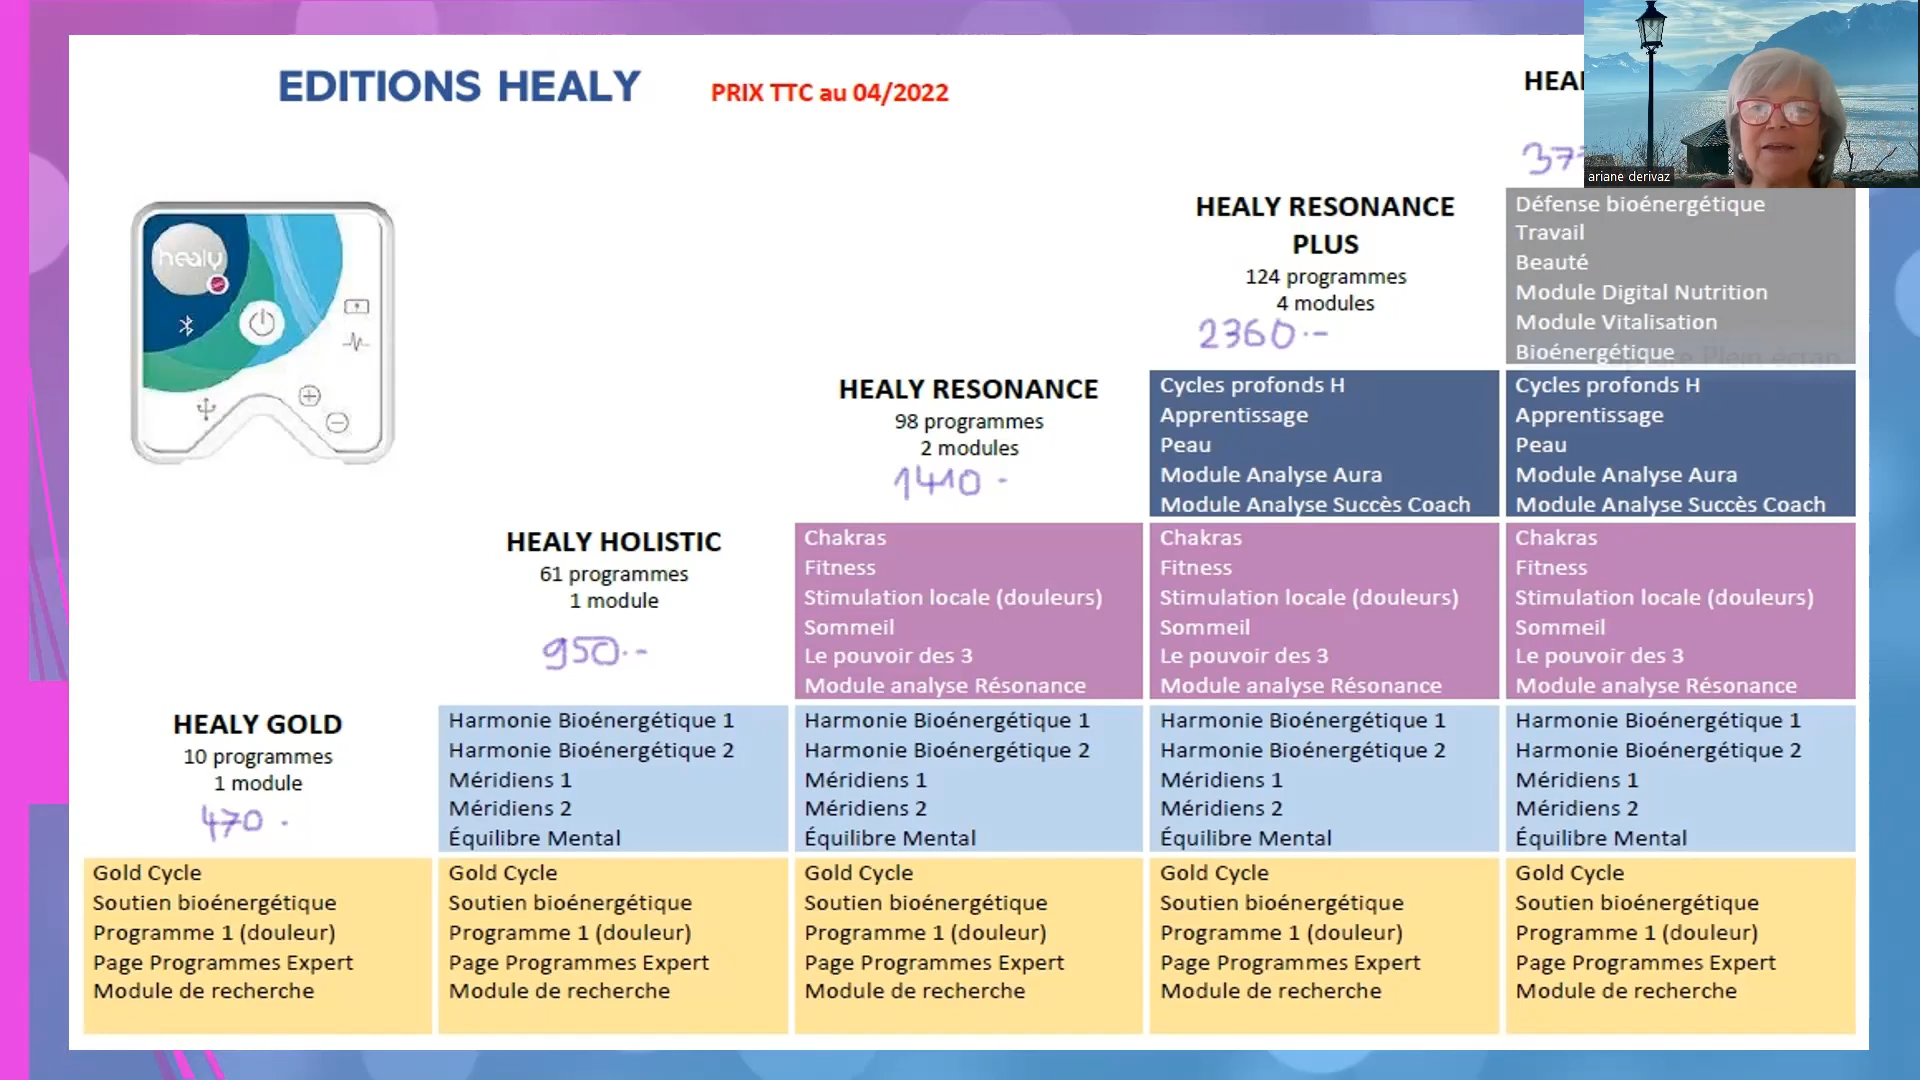 EDITIONS HEALY
PRIX TTC au 04/2022
healy
ariane derivaz
Défense bioénergétique
Travail
Beauté
Module Digital Nutrition
Module Vitalisation
Bioénergétique
HEALY RESONANCE
PLUS
124 programmes
4 modules
2360.-
Cycles profonds H
Apprentissage
Peau
Module Analyse Aura
Module Analyse Succès Coach
Cycles profonds H
Apprentissage
Peau
Module Analyse Aura
Module Analyse Succès Coach
HEALY RESONANCE
98 programmes
2 modules
1410 -
Chakras
Fitness
Stimulation locale (douleurs)
Sommeil
Le pouvoir des 3
Module analyse Résonance
Chakras
Fitness
Stimulation locale (douleurs)
Sommeil
Le pouvoir des 3
Module analyse Résonance
Chakras
Fitness
Stimulation locale (douleurs)
Sommeil
Le pouvoir des 3
Module analyse Résonance
HEALY HOLISTIC
61 programmes
1 module
950.-
Harmonie Bioénergétique 1
Harmonie Bioénergétique 2
Méridiens 1
Méridiens 2
Équilibre Mental
Harmonie Bioénergétique 1
Harmonie Bioénergétique 2
Méridiens 1
Méridiens 2
Équilibre Mental
Harmonie Bioénergétique 1
Harmonie Bioénergétique 2
Méridiens 1
Méridiens 2
Équilibre Mental
Harmonie Bioénergétique 1
Harmonie Bioénergétique 2
Méridiens 1
Méridiens 2
Équilibre Mental
HEALY GOLD
10 programmes
1 module
470 .
Gold Cycle
Soutien bioénergétique
Programme 1 (douleur)
Page Programmes Expert
Module de recherche
Gold Cycle
Soutien bioénergétique
Programme 1 (douleur)
Page Programmes Expert
Module de recherche
Gold Cycle
Soutien bioénergétique
Programme 1 (douleur)
Page Programmes Expert
Module de recherche
Gold Cycle
Soutien bioénergétique
Programme 1 (douleur)
Page Programmes Expert
Module de recherche
Gold Cycle
Soutien bioénergétique
Programme 1 (douleur)
Page Programmes Expert
Module de recherche